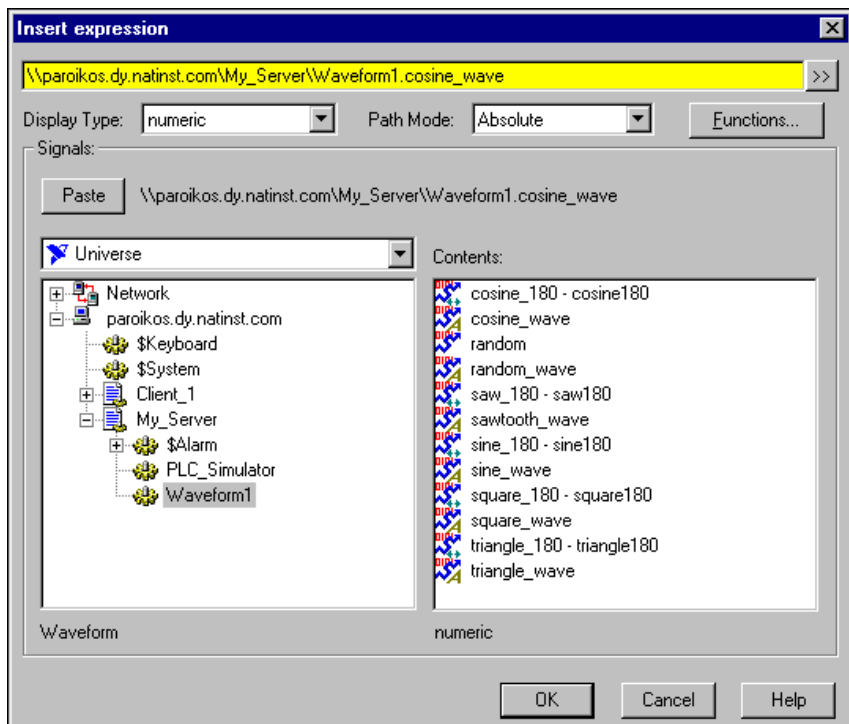 Insert expression
\\paroikos.dy.natinst.com\My_Server\Waveform1.cosine_wave >>
Display Type: numeric Path Mode: Absolute Functions...
Signals:
Paste \\paroikos.dy.natinst.com\My_Server\Waveform1.cosine_wave
Universe
Network
paroikos.dy.natinst.com
$Keyboard
$System
Client_1
My_Server
$Alarm
PLC_Simulator
Waveform1
Waveform
Contents:
cosine_180 - cosine180
cosine_wave
random
random_wave
saw_180 - saw180
sawtooth_wave
sine_180 - sine180
sine_wave
square_180 - square180
square_wave
triangle_180 - triangle180
triangle_wave
numeric
OK Cancel Help